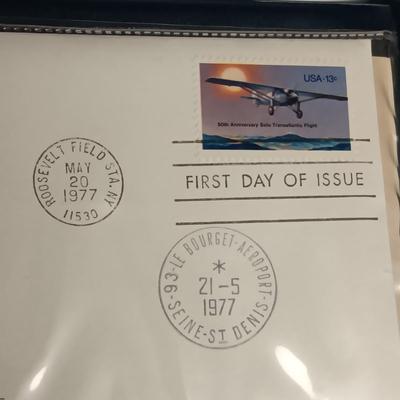 USA·13c
50th Anniversary Solo Transatlantic Flight
ROOSEVELT FIELD STA. NY
MAY
20
1977
11530
FIRST DAY OF ISSUE
93-LE BOURGET-AEROPORT-
*
21-5
1977
SEINE-ST DENIS-